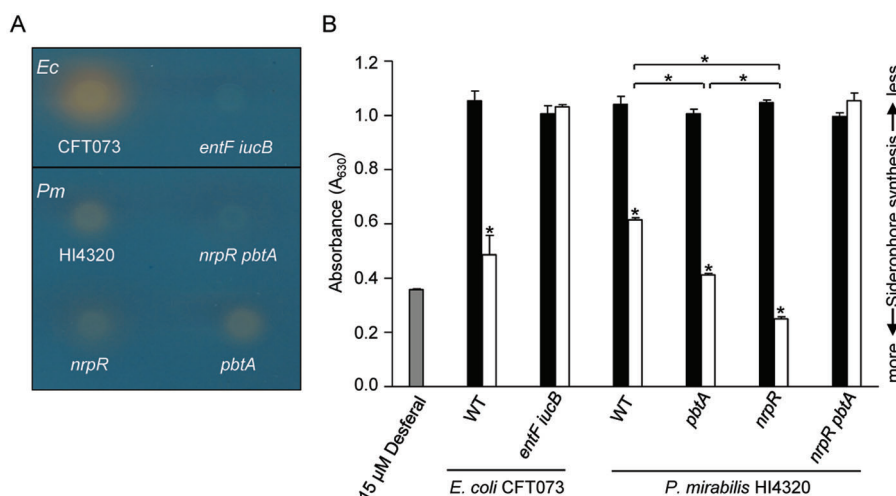 A
Ec
CFT073
entF iucB
Pm
HI4320
nrpR pbtA
nrpR
pbtA
B
Absorbance (A630)
1.2
1.0
0.8
0.6
0.4
0.2
0.0
*
*
*
*
*
*
*
15 µM Desferal
WT
entF iucB
WT
pbtA
nrpR
nrpR pbtA
E. coli CFT073
P. mirabilis HI4320
more ← Siderophore synthesis → less